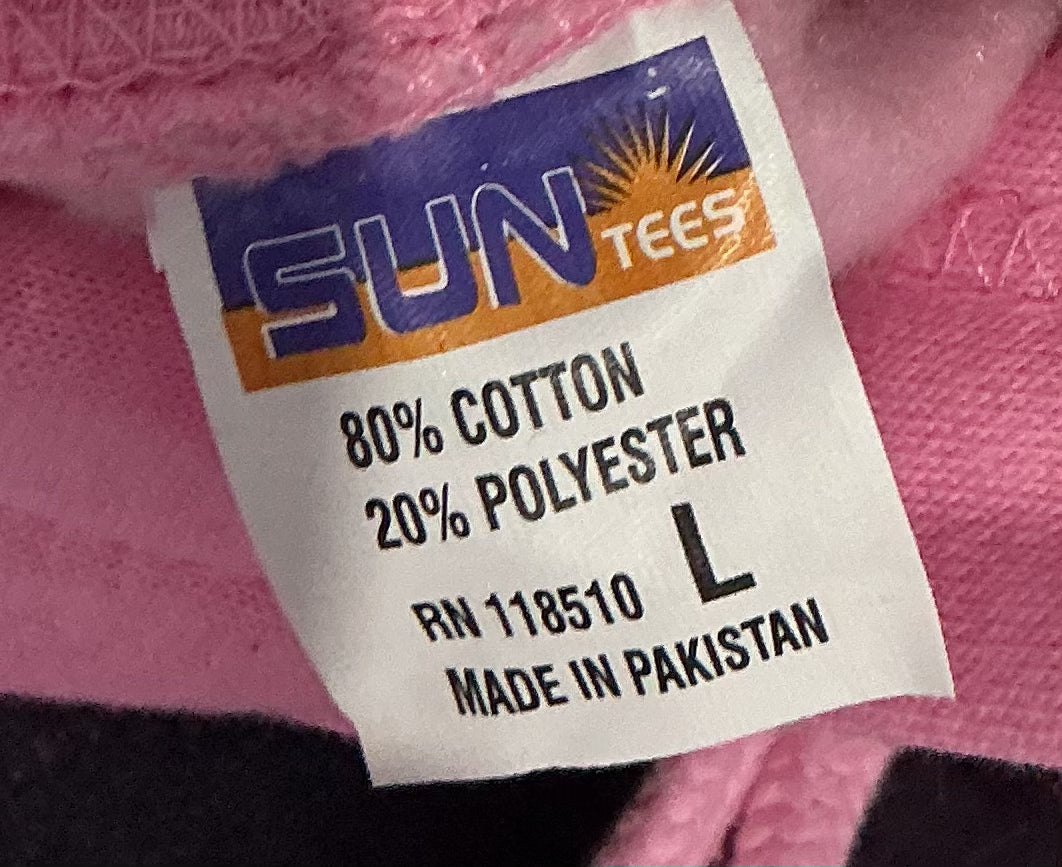 SUN TEES
80% COTTON
20% POLYESTER
L
RN 118510
MADE IN PAKISTAN